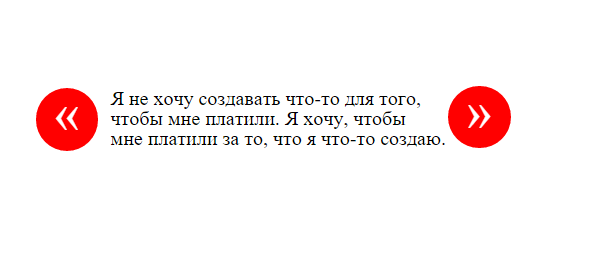 «
Я не хочу создавать что-то для того,
чтобы мне платили. Я хочу, чтобы
мне платили за то, что я что-то создаю.
»